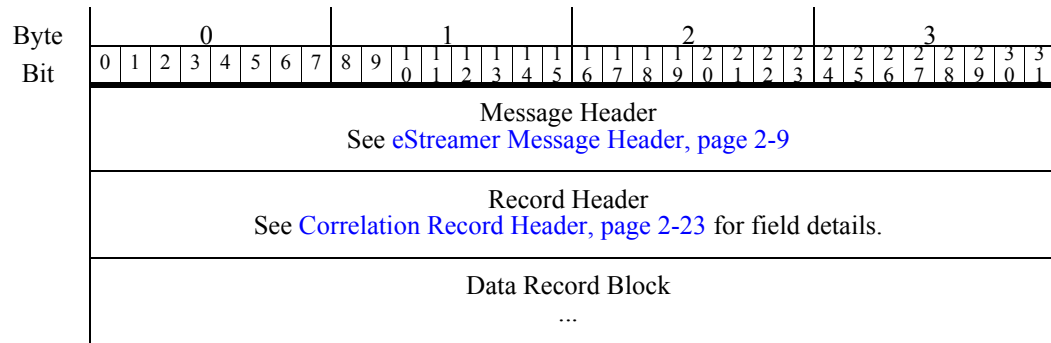 Byte 0 1 2 3
Bit 0 1 2 3 4 5 6 7 8 9 10 11 12 13 14 15 16 17 18 19 20 21 22 23 24 25 26 27 28 29 30 31
Message Header
See eStreamer Message Header, page 2-9
Record Header
See Correlation Record Header, page 2-23 for field details.
Data Record Block
...